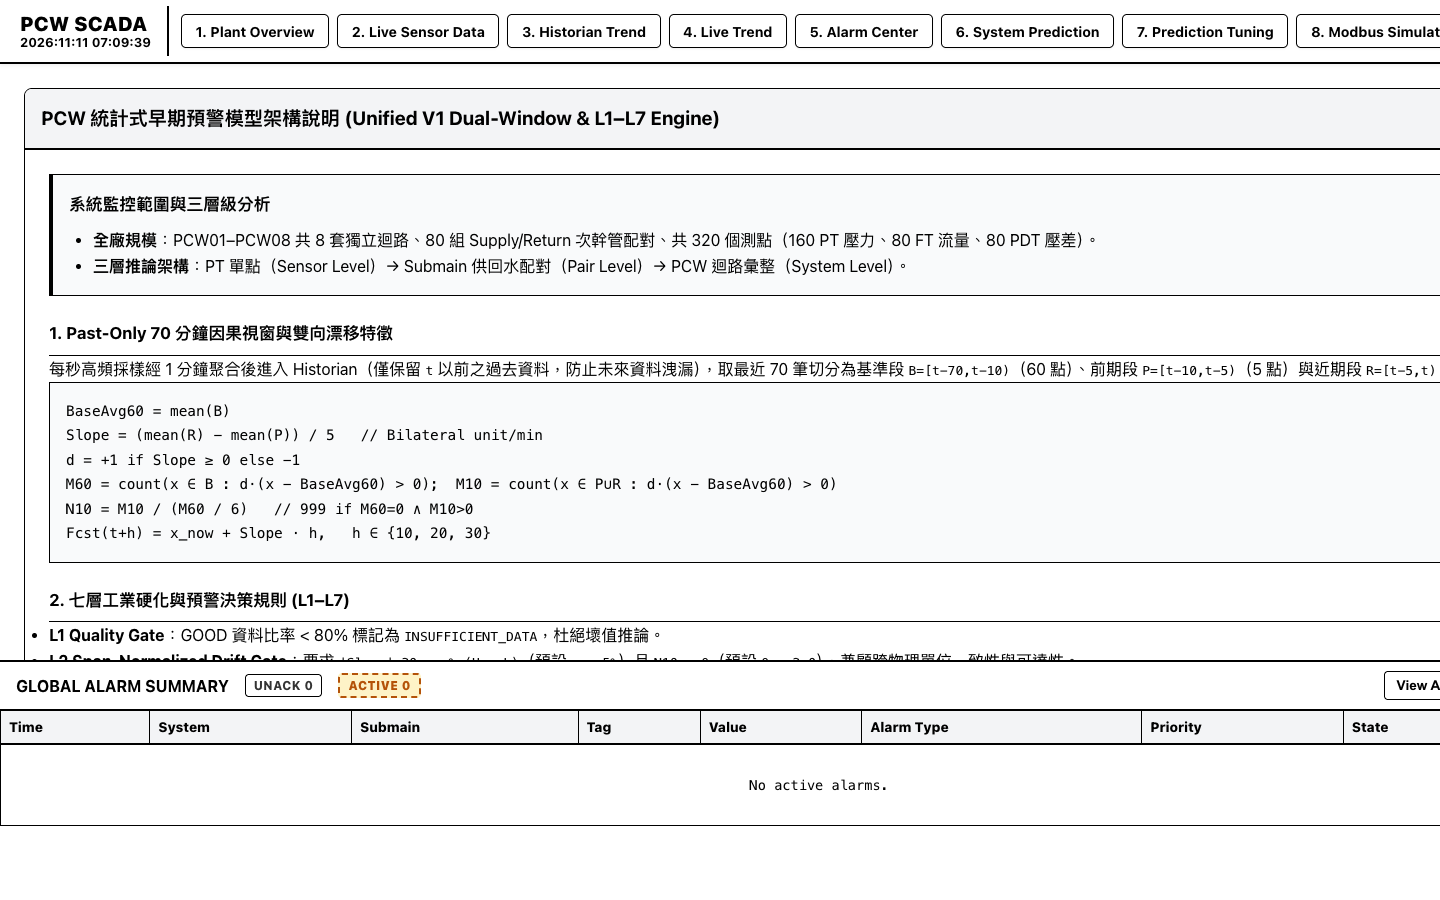 PCW SCADA
2026:11:11 07:09:39
1. Plant Overview
2. Live Sensor Data
3. Historian Trend
4. Live Trend
5. Alarm Center
6. System Prediction
7. Prediction Tuning
8. Modbus Simulat
PCW 統計式早期預警模型架構說明 (Unified V1 Dual-Window & L1–L7 Engine)
系統監控範圍與三層級分析
• 全廠規模：PCW01–PCW08 共 8 套獨立迴路、80 組 Supply/Return 次幹管配對、共 320 個測點（160 PT 壓力、80 FT 流量、80 PDT 壓差）。
• 三層推論架構：PT 單點（Sensor Level）→ Submain 供回水配對（Pair Level）→ PCW 迴路彙整（System Level）。
1. Past-Only 70 分鐘因果視窗與雙向漂移特徵
每秒高頻採樣經 1 分鐘聚合後進入 Historian（僅保留 t 以前之過去資料，防止未來資料洩漏），取最近 70 筆切分為基準段 B=[t−70,t−10)（60 點）、前期段 P=[t−10,t−5)（5 點）與近期段 R=[t−5,t)
BaseAvg60 = mean(B)
Slope = (mean(R) − mean(P)) / 5   // Bilateral unit/min
d = +1 if Slope ≥ 0 else −1
M60 = count(x ∈ B : d·(x − BaseAvg60) > 0);  M10 = count(x ∈ P∪R : d·(x − BaseAvg60) > 0)
N10 = M10 / (M60 / 6)   // 999 if M60=0 ∧ M10>0
Fcst(t+h) = x_now + Slope · h,   h ∈ {10, 20, 30}
2. 七層工業硬化與預警決策規則 (L1–L7)
• L1 Quality Gate：GOOD 資料比率 < 80% 標記為 INSUFFICIENT_DATA，杜絕壞值推論。
GLOBAL ALARM SUMMARY
UNACK 0
ACTIVE 0
View A
Time
System
Submain
Tag
Value
Alarm Type
Priority
State
No active alarms.